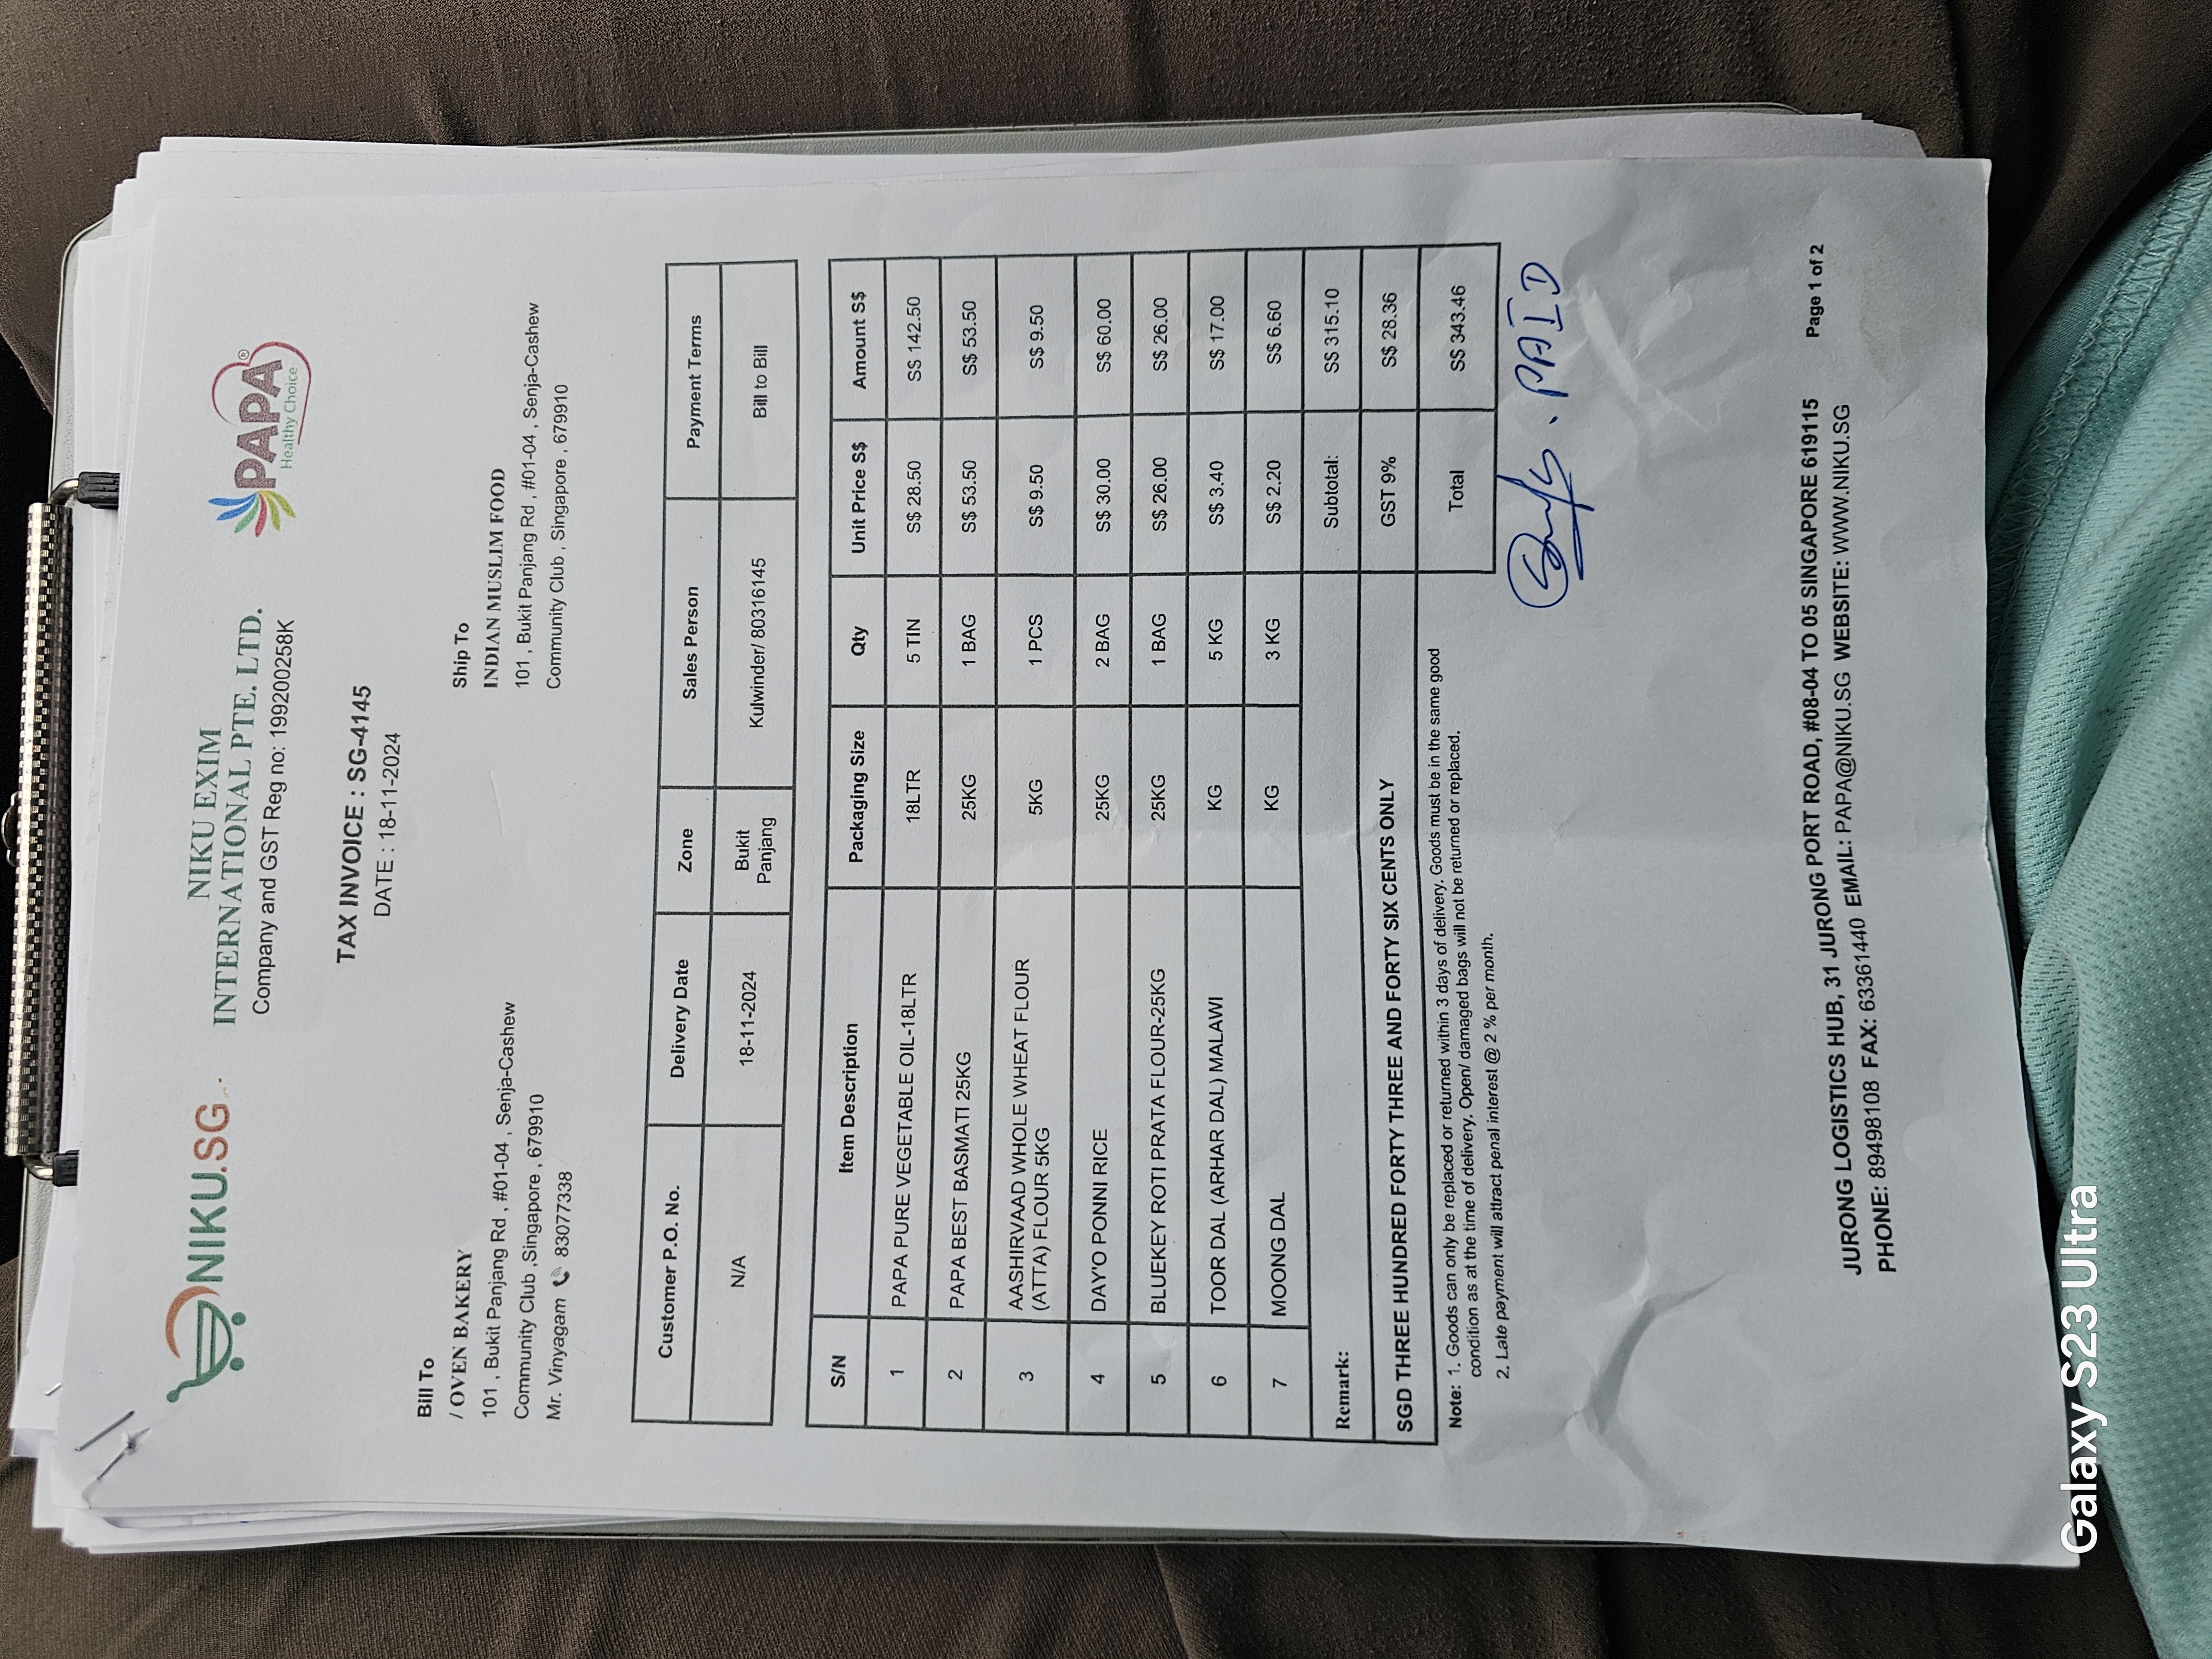 NIKU.SG
NIKU EXIM
INTERNATIONAL PTE. LTD.
Company and GST Reg no: 199200258K
PAPA®
Healthy Choice
TAX INVOICE : SG-4145
DATE : 18-11-2024
Bill To
/ OVEN BAKERY
101 , Bukit Panjang Rd , #01-04 , Senja-Cashew
Community Club ,Singapore , 679910
Mr. Vinyagam 83077338
Ship To
INDIAN MUSLIM FOOD
101 , Bukit Panjang Rd , #01-04 , Senja-Cashew
Community Club , Singapore , 679910
Customer P.O. No. Delivery Date Zone Sales Person Payment Terms
N/A 18-11-2024 Bukit Panjang Kulwinder/ 80316145 Bill to Bill
S/N Item Description Packaging Size Qty Unit Price S$ Amount S$
1 PAPA PURE VEGETABLE OIL-18LTR 18LTR 5 TIN S$ 28.50 S$ 142.50
2 PAPA BEST BASMATI 25KG 25KG 1 BAG S$ 53.50 S$ 53.50
3 AASHIRVAAD WHOLE WHEAT FLOUR (ATTA) FLOUR 5KG 5KG 1 PCS S$ 9.50 S$ 9.50
4 DAY'O PONNI RICE 25KG 2 BAG S$ 30.00 S$ 60.00
5 BLUEKEY ROTI PRATA FLOUR-25KG 25KG 1 BAG S$ 26.00 S$ 26.00
6 TOOR DAL (ARHAR DAL) MALAWI KG 5 KG S$ 3.40 S$ 17.00
7 MOONG DAL KG 3 KG S$ 2.20 S$ 6.60
Remark: Subtotal: S$ 315.10
SGD THREE HUNDRED FORTY THREE AND FORTY SIX CENTS ONLY GST 9% S$ 28.36
Total S$ 343.46
Note: 1. Goods can only be replaced or returned within 3 days of delivery. Goods must be in the same good
condition as at the time of delivery. Open/ damaged bags will not be returned or replaced.
2. Late payment will attract penal interest @ 2 % per month.
PAID
JURONG LOGISTICS HUB, 31 JURONG PORT ROAD, #08-04 TO 05 SINGAPORE 619115
PHONE: 89498108 FAX: 63361440 EMAIL: PAPA@NIKU.SG WEBSITE: WWW.NIKU.SG
Page 1 of 2
Galaxy S23 Ultra